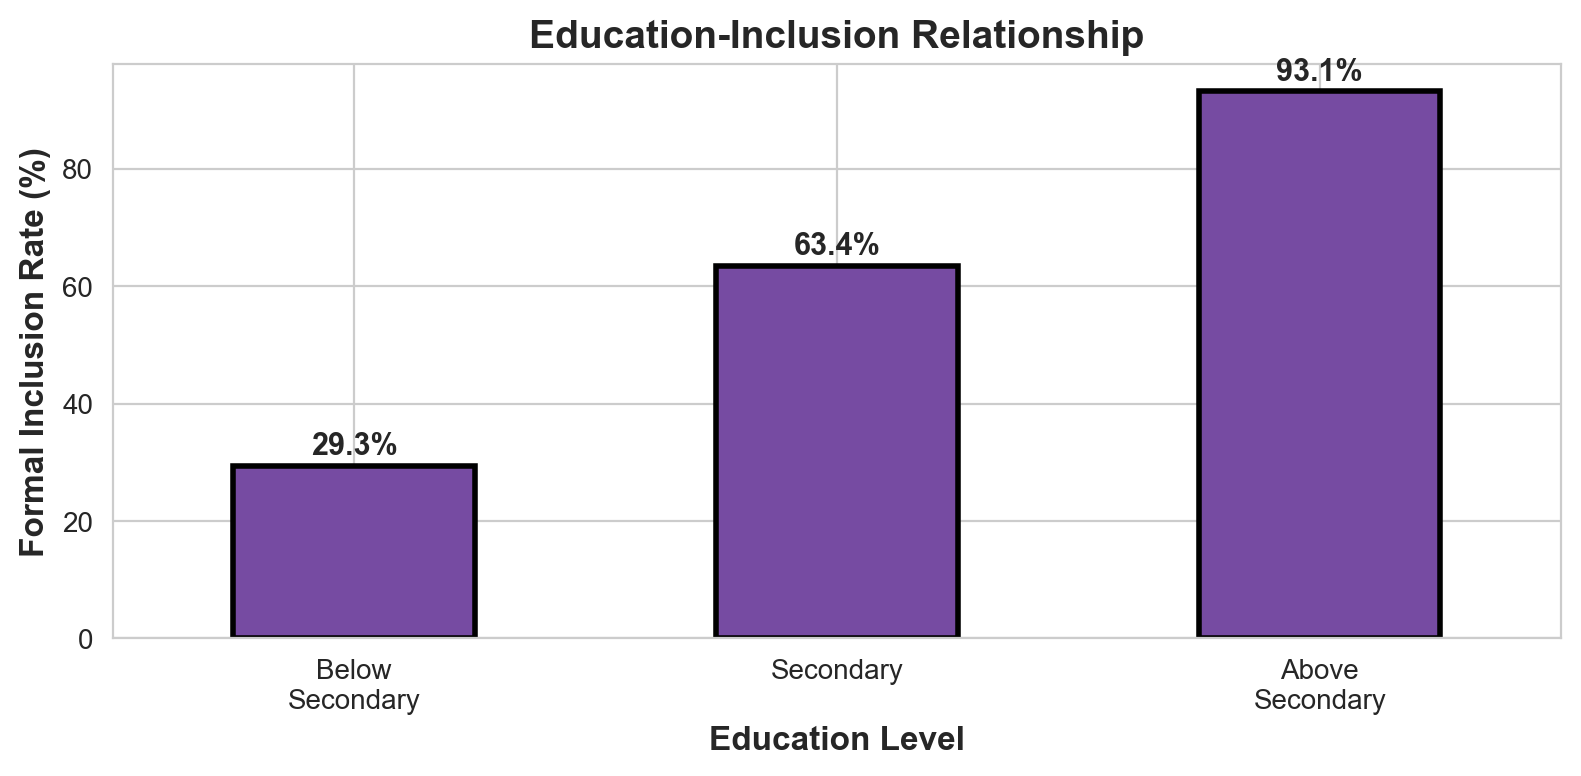 Education-Inclusion Relationship
93.1%
63.4%
29.3%
Formal Inclusion Rate (%)
80
60
40
20
0
Below
Secondary
Secondary
Above
Secondary
Education Level